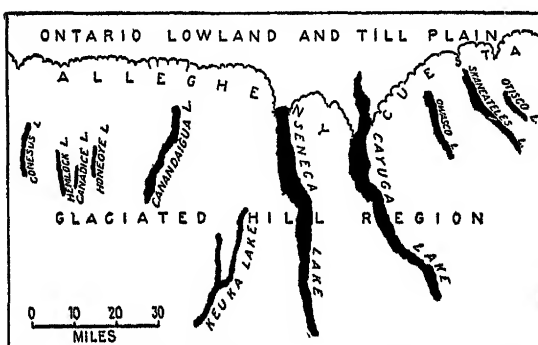 ONTARIO LOWLAND AND TILL PLAIN
ALLEGHENY CUETA
CONESUS L.
HEMLOCK L.
CANADICE L.
HONEOYE L.
CANANDAIGUA L.
SENECA LAKE
CAYUGA LAKE
OWASCO L.
SKANEATELES L.
OTISCO L.
GLACIATED HILL REGION
KEUKA LAKE
0 10 20 30
MILES